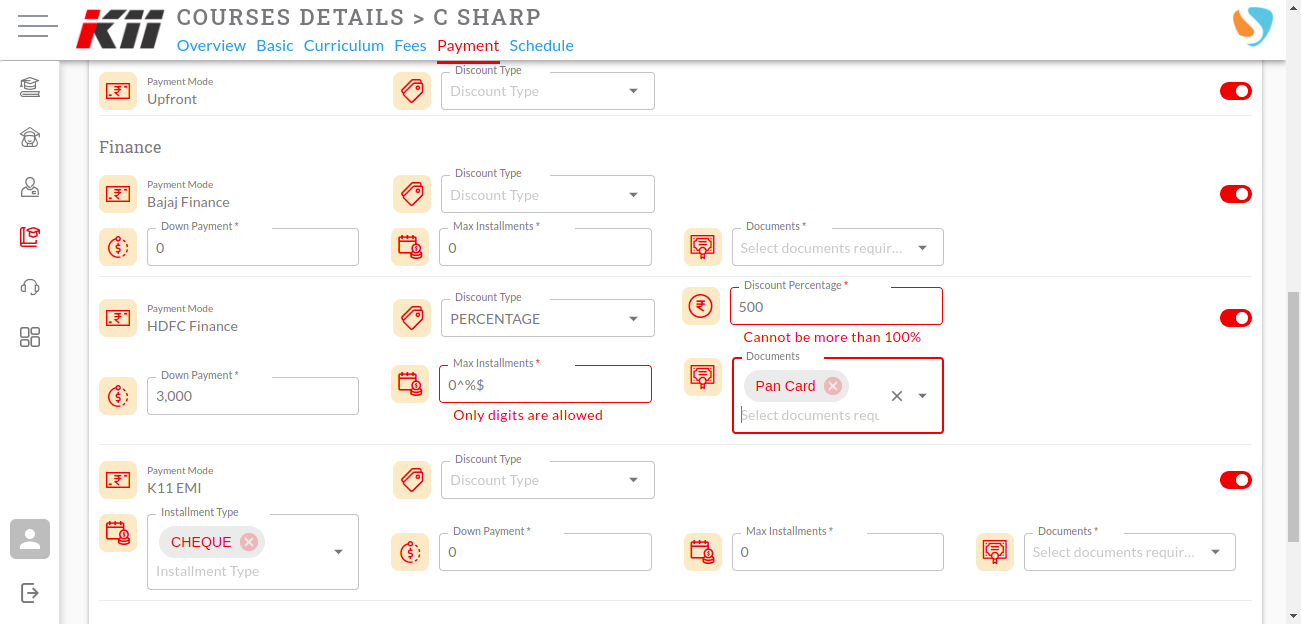 K11
COURSES DETAILS > C SHARP
Overview Basic Curriculum Fees Payment Schedule
Payment Mode
Upfront
Discount Type
Discount Type
Finance
Payment Mode
Bajaj Finance
Discount Type
Discount Type
Down Payment *
0
Max Installments *
0
Documents *
Select documents requir...
Payment Mode
HDFC Finance
Discount Type
PERCENTAGE
Discount Percentage *
500
Cannot be more than 100%
Down Payment *
3,000
Max Installments *
0^%$
Only digits are allowed
Documents
Pan Card
Select documents requ
Payment Mode
K11 EMI
Discount Type
Discount Type
Installment Type
CHEQUE
Installment Type
Down Payment *
0
Max Installments *
0
Documents *
Select documents requir...